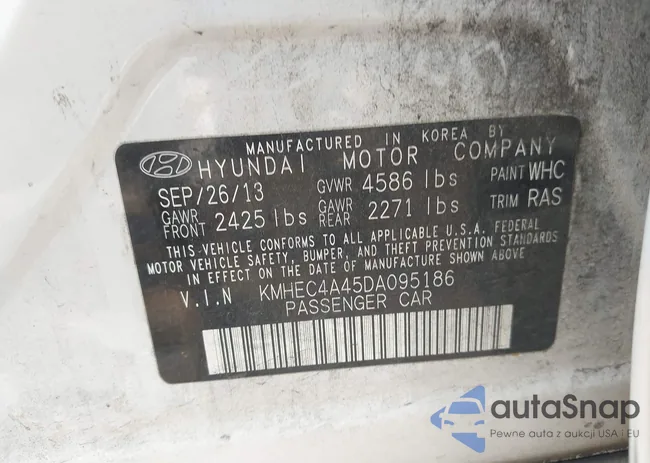 MANUFACTURED IN KOREA BY
HYUNDAI MOTOR COMPANY
SEP/26/13 GVWR 4586 lbs PAINT WHC
GAWR FRONT 2425 lbs GAWR REAR 2271 lbs TRIM RAS
THIS VEHICLE CONFORMS TO ALL APPLICABLE U.S.A. FEDERAL
MOTOR VEHICLE SAFETY, BUMPER, AND THEFT PREVENTION STANDARDS
IN EFFECT ON THE DATE OF MANUFACTURE SHOWN ABOVE
V.I.N KMHEC4A45DA095186
PASSENGER CAR
autoSnap
Pewne auta z aukcji USA i EU